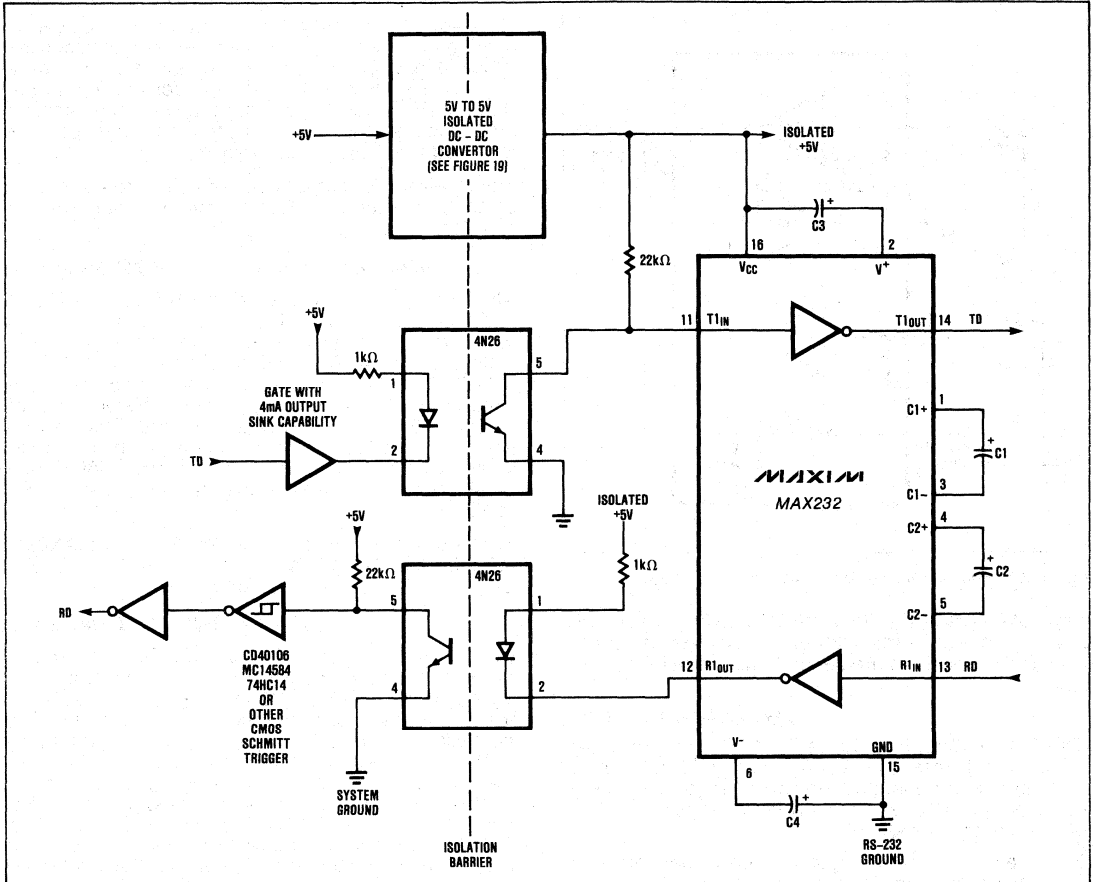 5V TO 5V
ISOLATED
DC – DC
CONVERTOR
(SEE FIGURE 19)
+5V
ISOLATED
+5V
C3
+
16
2
VCC
V+
22kΩ
+5V
1kΩ
4N26
1
5
2
4
GATE WITH
4mA OUTPUT
SINK CAPABILITY
TD
11
T1IN
T1OUT
14
TD
1
C1+
+
C1
C1–
3
MAXIM
MAX232
4
C2+
+
C2
5
C2–
+5V
22kΩ
ISOLATED
+5V
1kΩ
4N26
5
1
4
2
RD
CD40106
MC14584
74HC14
OR
OTHER
CMOS
SCHMITT
TRIGGER
12
R1OUT
R1IN
13
RD
V-
GND
6
15
C4
+
SYSTEM
GROUND
RS-232
GROUND
ISOLATION
BARRIER